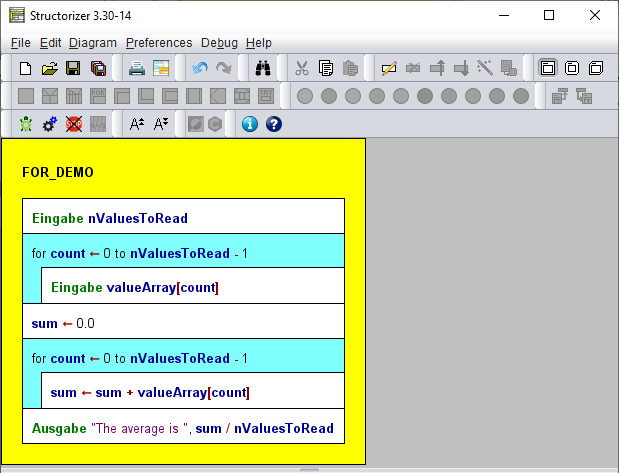 Structorizer 3.30-14
File Edit Diagram Preferences Debug Help
FOR_DEMO
Eingabe nValuesToRead
for count ← 0 to nValuesToRead - 1
Eingabe valueArray[count]
sum ← 0.0
for count ← 0 to nValuesToRead - 1
sum ← sum + valueArray[count]
Ausgabe "The average is ", sum / nValuesToRead